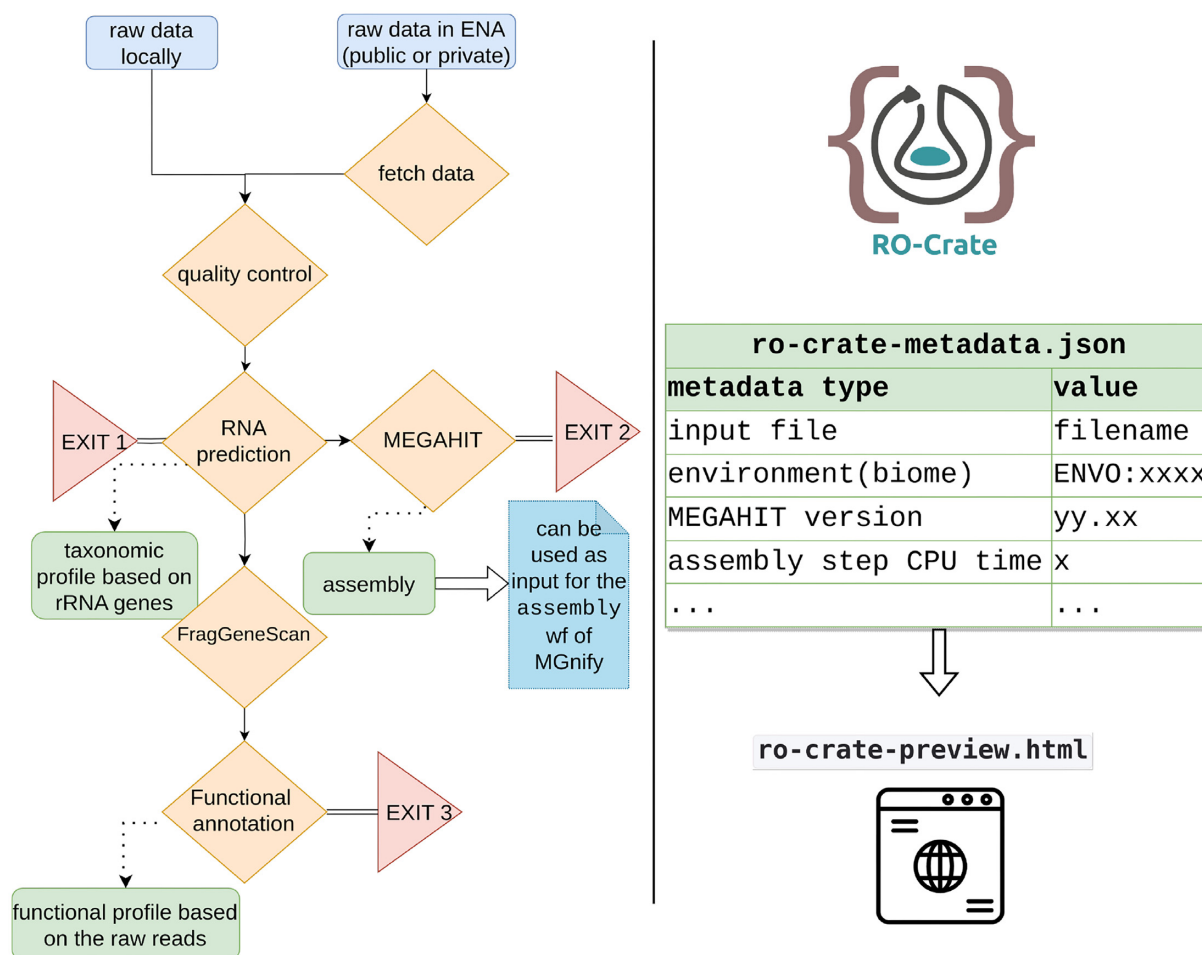 raw data
locally
raw data in ENA
(public or private)
fetch data
quality control
EXIT 1
RNA
prediction
MEGAHIT
EXIT 2
taxonomic
profile based on
rRNA genes
assembly
can be
used as
input for the
assembly
wf of
MGnify
FragGeneScan
Functional
annotation
EXIT 3
functional profile based
on the raw reads
RO-Crate
ro-crate-metadata.json
metadata type value
input file filename
environment(biome) ENVO:xxxx
MEGAHIT version yy.xx
assembly step CPU time x
... ...
ro-crate-preview.html